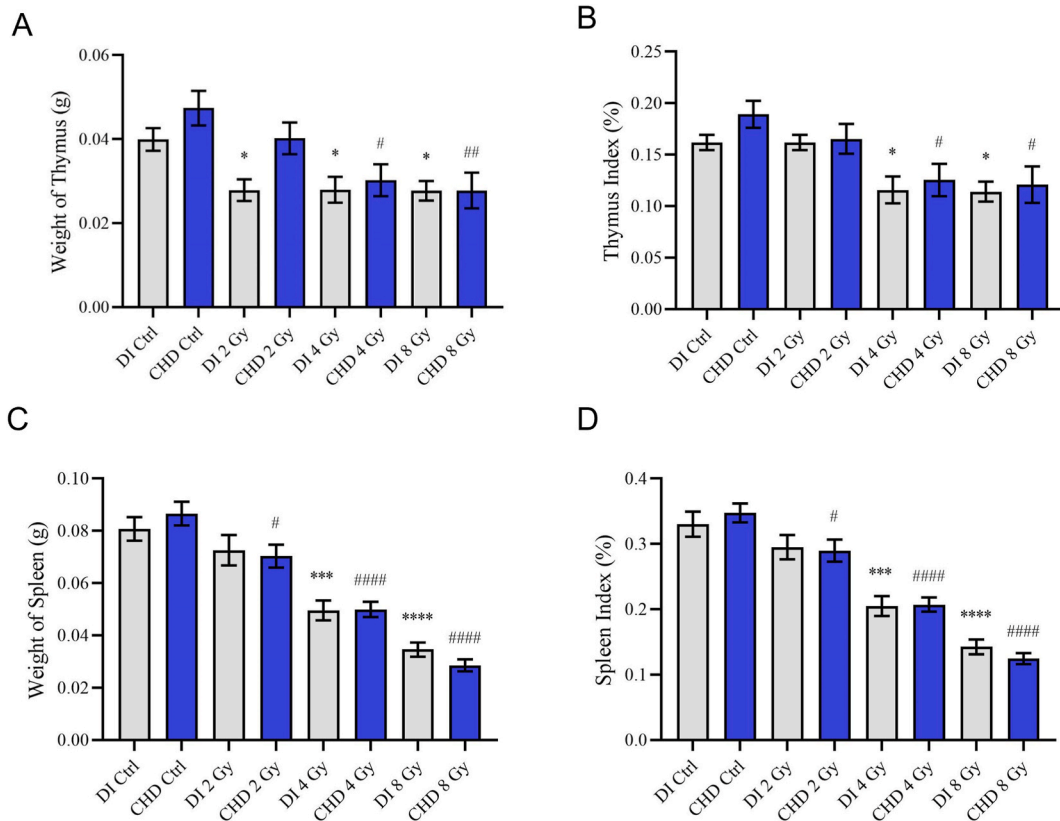 A
Weight of Thymus (g)
0.06
0.04
0.02
0.00
*
*
#
*
##
DI Ctrl
CHD Ctrl
DI 2 Gy
CHD 2 Gy
DI 4 Gy
CHD 4 Gy
DI 8 Gy
CHD 8 Gy
B
Thymus Index (%)
0.25
0.20
0.15
0.10
0.05
0.00
*
#
*
#
DI Ctrl
CHD Ctrl
DI 2 Gy
CHD 2 Gy
DI 4 Gy
CHD 4 Gy
DI 8 Gy
CHD 8 Gy
C
Weight of Spleen (g)
0.10
0.08
0.06
0.04
0.02
0.00
#
***
####
****
####
DI Ctrl
CHD Ctrl
DI 2 Gy
CHD 2 Gy
DI 4 Gy
CHD 4 Gy
DI 8 Gy
CHD 8 Gy
D
Spleen Index (%)
0.4
0.3
0.2
0.1
0.0
#
***
####
****
####
DI Ctrl
CHD Ctrl
DI 2 Gy
CHD 2 Gy
DI 4 Gy
CHD 4 Gy
DI 8 Gy
CHD 8 Gy